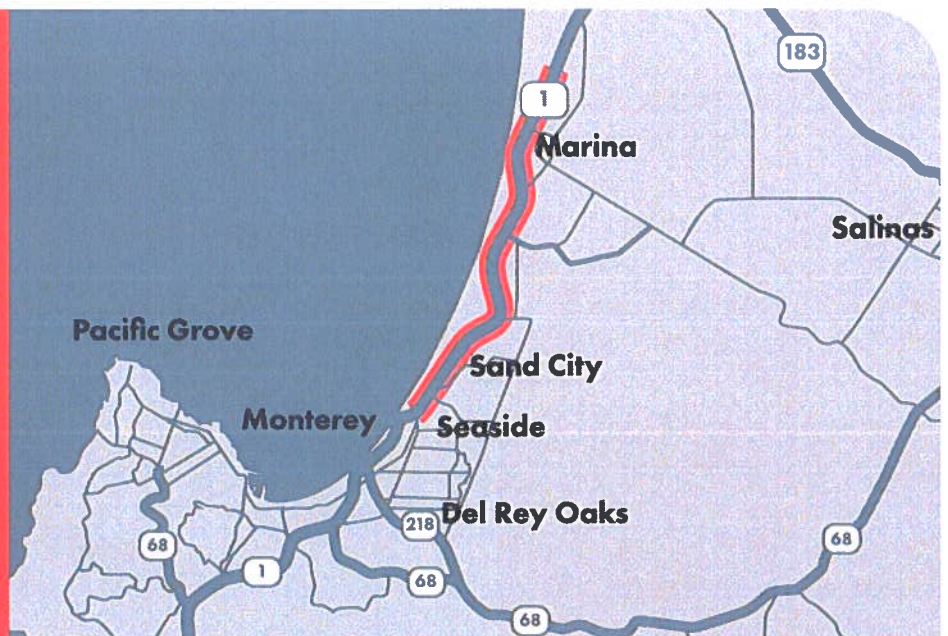 183
1
Marina
Salinas
Pacific Grove
Sand City
Monterey
Seaside
Del Rey Oaks
218
68
68
1
68
68